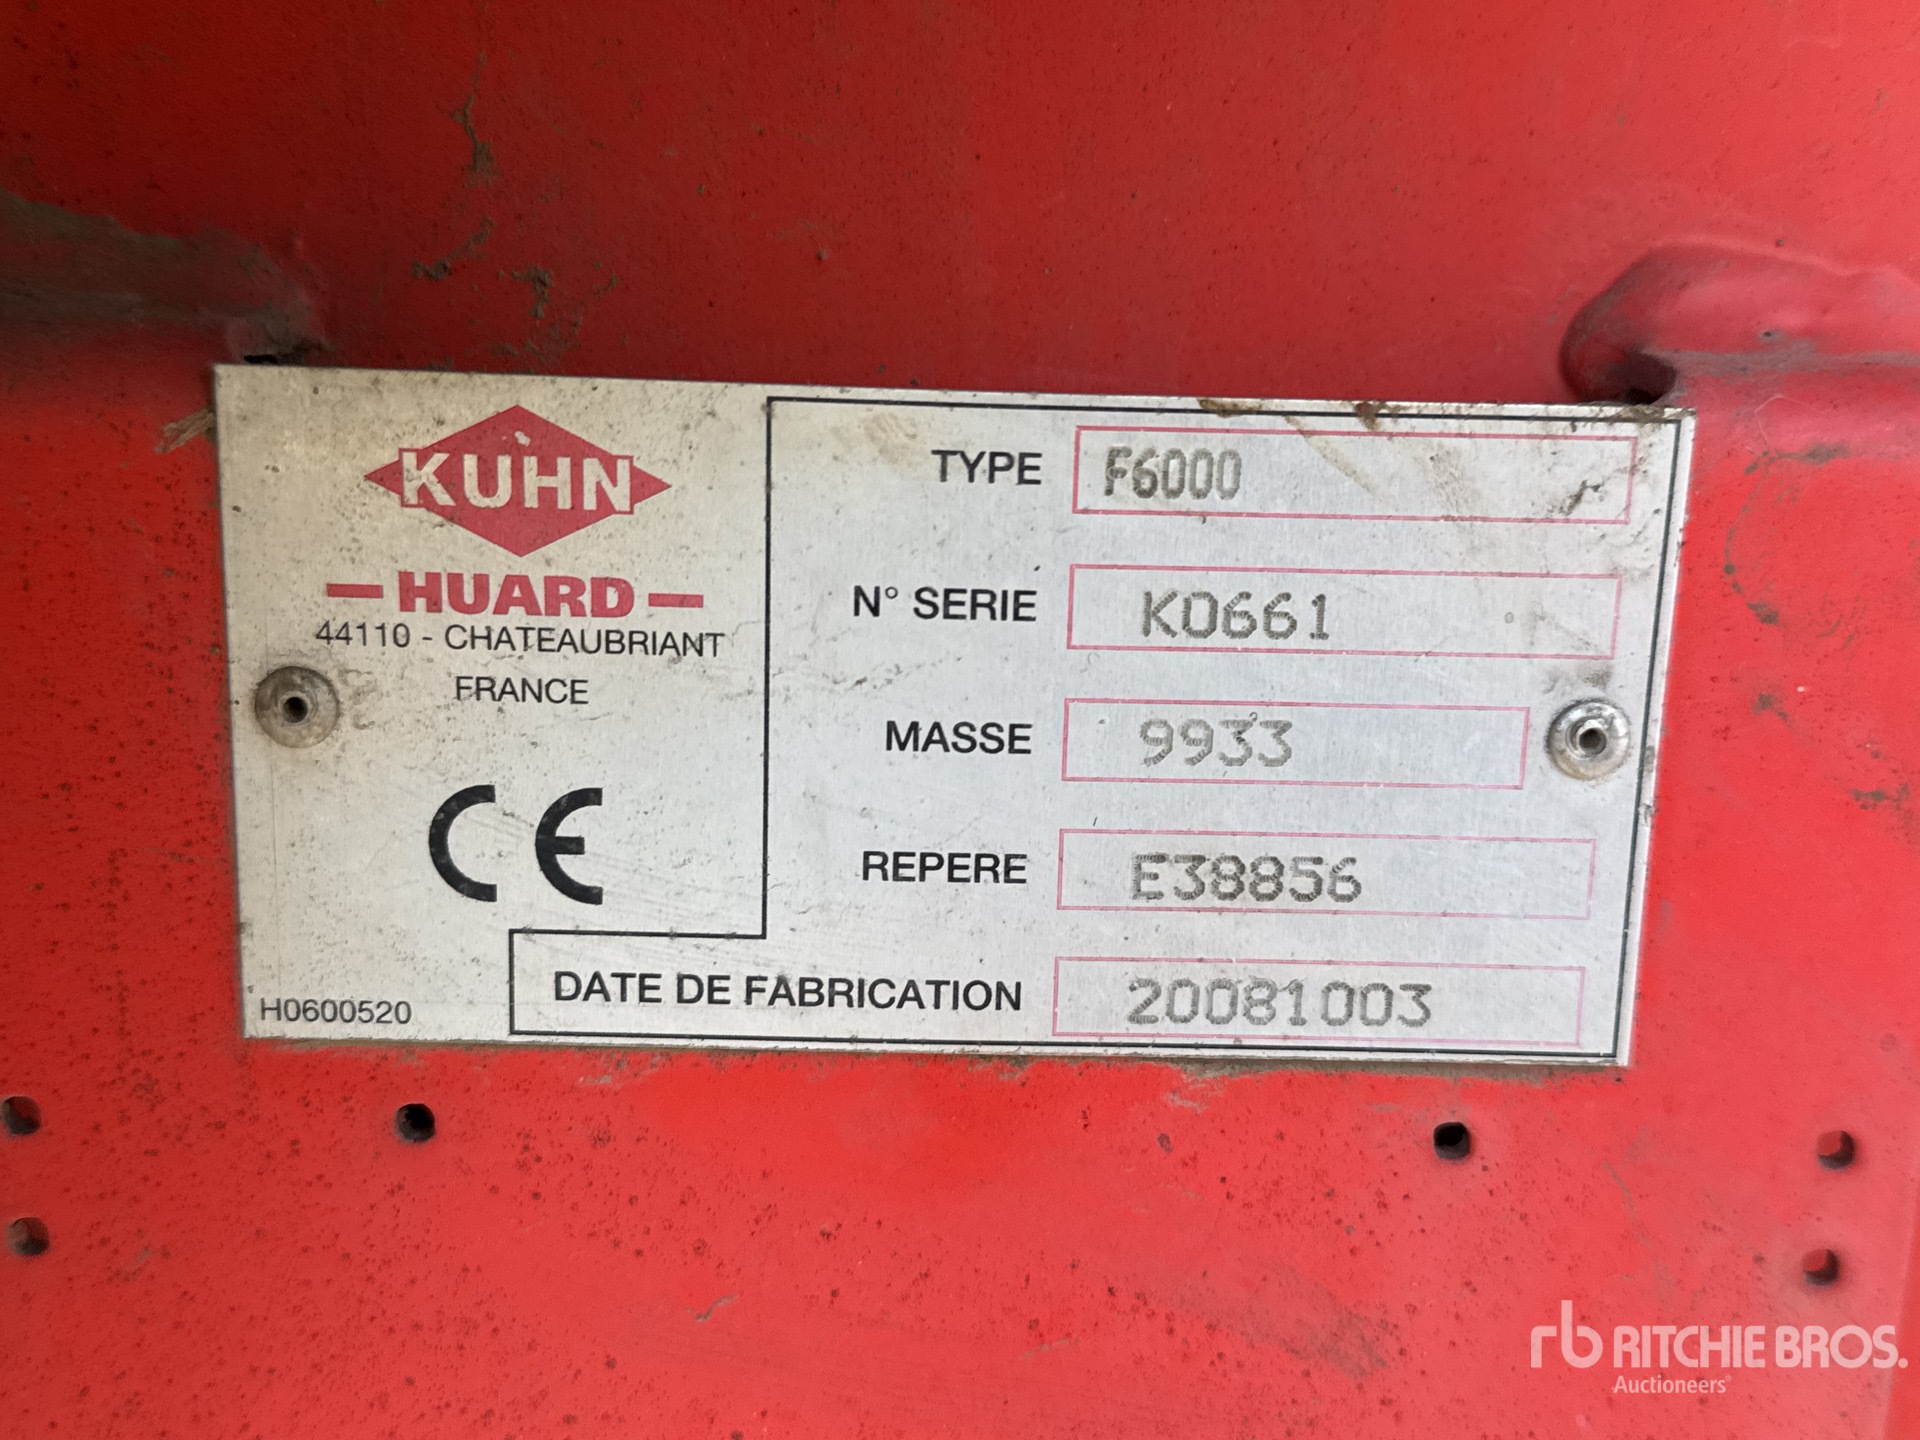 KUHN
HUARD
44110 - CHATEAUBRIANT
FRANCE
CE
H0600520
TYPE F6000
N° SERIE K0661
MASSE 9933
REPERE E38856
DATE DE FABRICATION 20081003
rb RITCHIE BROS.
Auctioneers